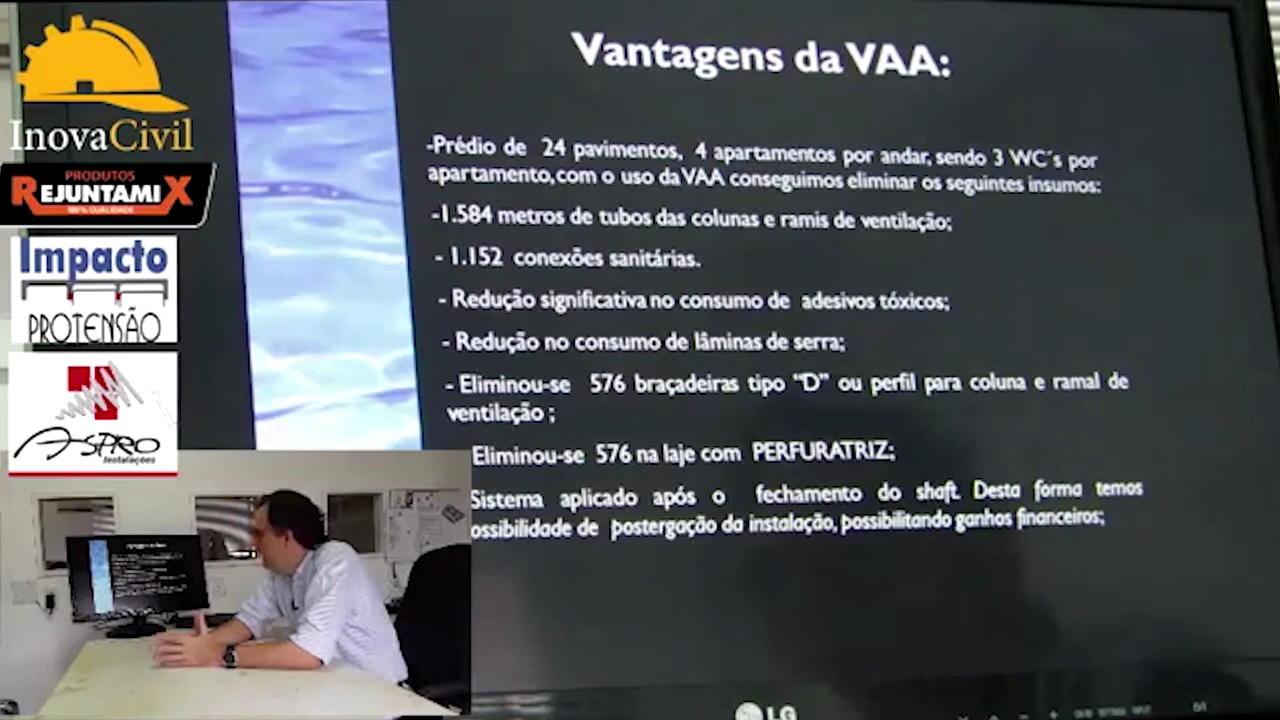 InovaCivil
PRODUTOS
REJUNTAMIX
100% QUALIDADE
Impacto
PROTENSÃO
ASPRO
Instalações
Vantagens da VAA:
-Prédio de 24 pavimentos, 4 apartamentos por andar, sendo 3 WC´s por
apartamento, com o uso da VAA conseguimos eliminar os seguintes insumos:
-1.584 metros de tubos das colunas e ramis de ventilação;
- 1.152 conexões sanitárias.
- Redução significativa no consumo de adesivos tóxicos;
- Redução no consumo de lâminas de serra;
- Eliminou-se 576 braçadeiras tipo “D” ou perfil para coluna e ramal de
ventilação ;
Eliminou-se 576 na laje com PERFURATRIZ;
Sistema aplicado após o fechamento do shaft. Desta forma temos
ossibilidade de postergação da instalação, possibilitando ganhos financeiros;
LG